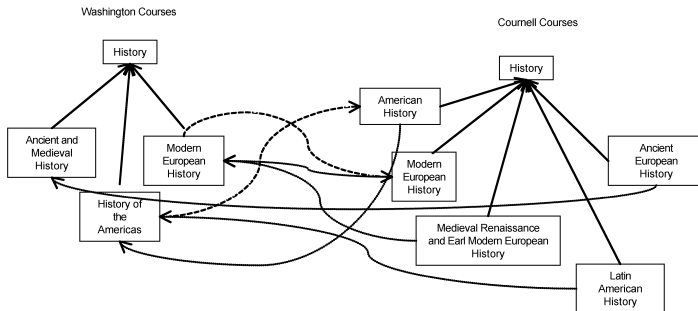 Washington Courses
Cournell Courses
History
History
American
History
Ancient and
Medieval
History
Modern
European
History
Modern
European
History
Ancient
European
History
History of
the
Americas
Medieval Renaissance
and Earl Modern European
History
Latin
American
History